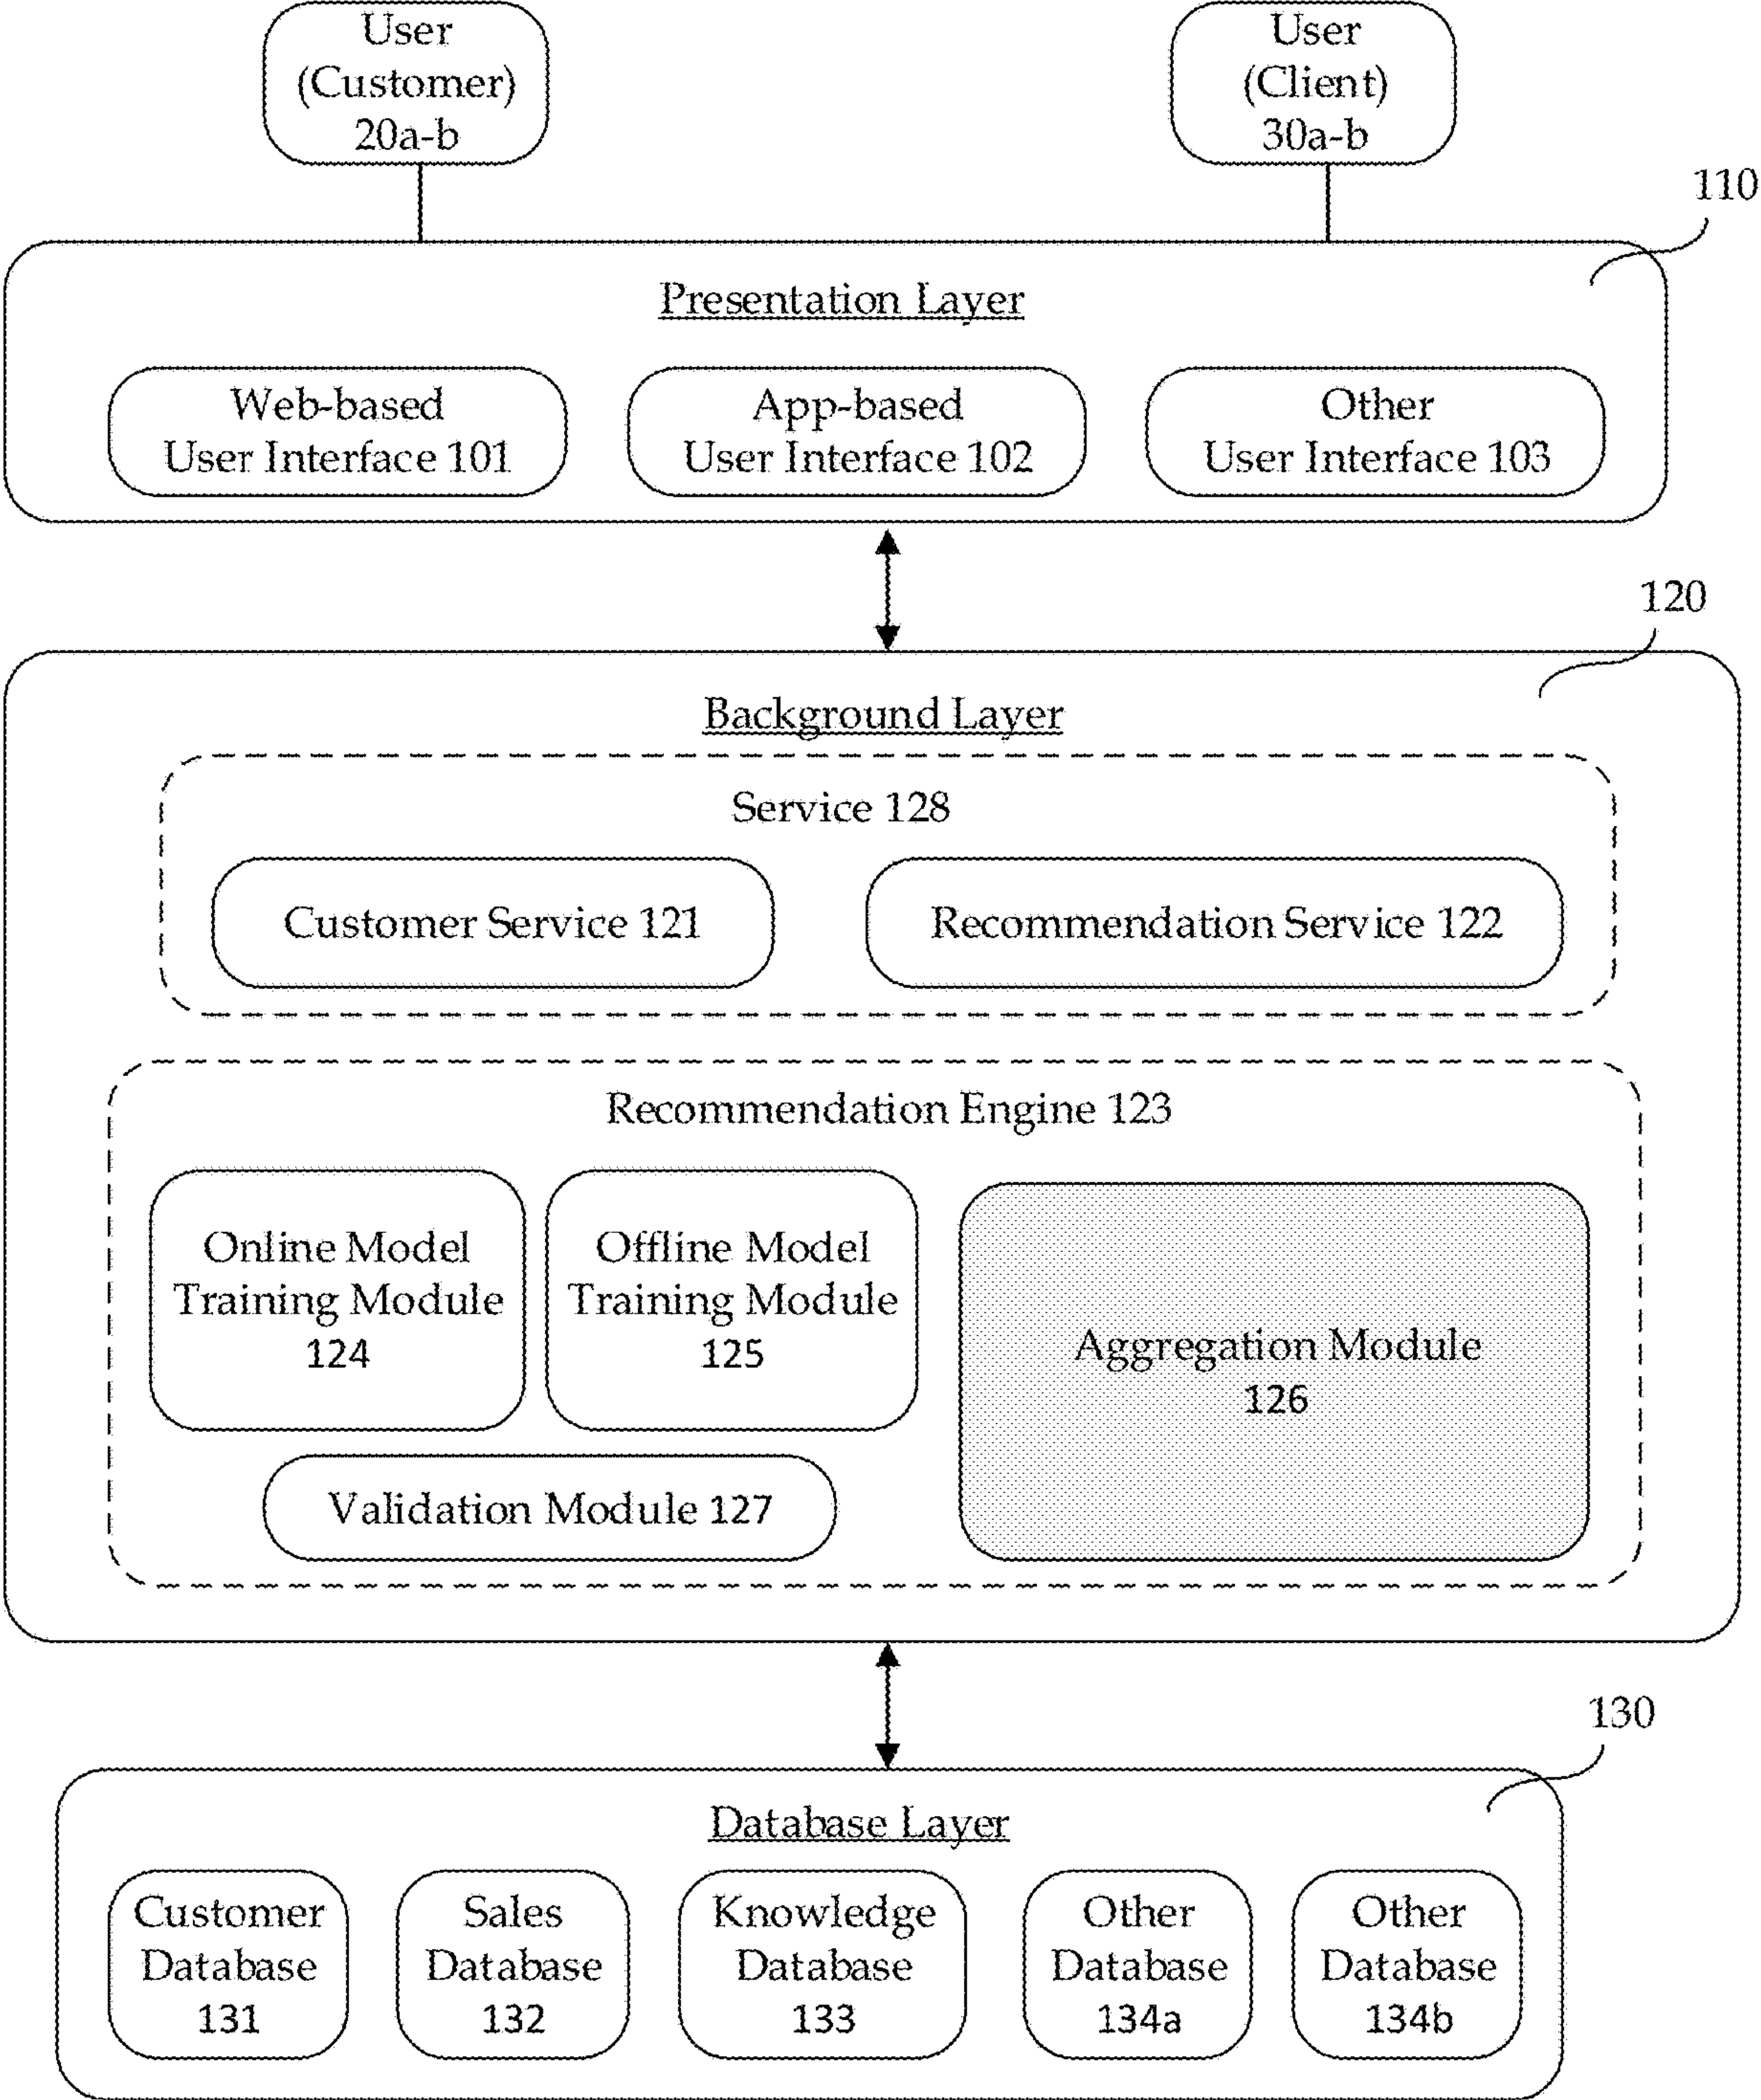 User
(Customer)
20a-b
User
(Client)
30a-b
110
Presentation Layer
Web-based
User Interface 101
App-based
User Interface 102
Other
User Interface 103
120
Background Layer
Service 128
Customer Service 121
Recommendation Service 122
Recommendation Engine 123
Online Model
Training Module
124
Offline Model
Training Module
125
Aggregation Module
126
Validation Module 127
130
Database Layer
Customer
Database
131
Sales
Database
132
Knowledge
Database
133
Other
Database
134a
Other
Database
134b